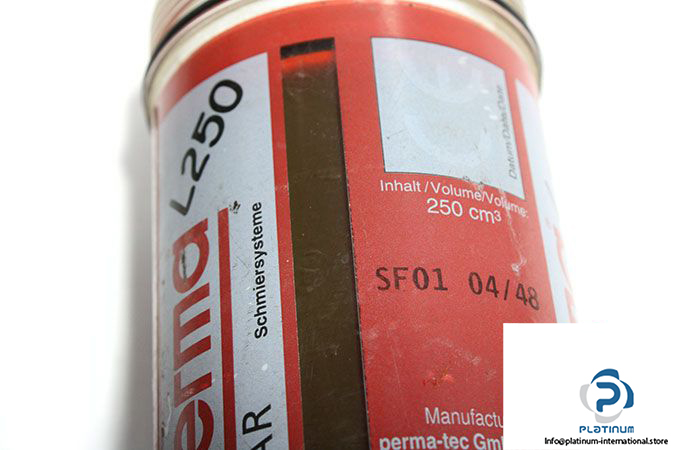 L250
erma
Schmiersysteme
AR
Datum/Data/Date
Inhalt/Volume/Volume:
250 cm³
SF01 04/48
Manufactu
perma-tec Gm
PLATINUM
Info@platinum-international.store